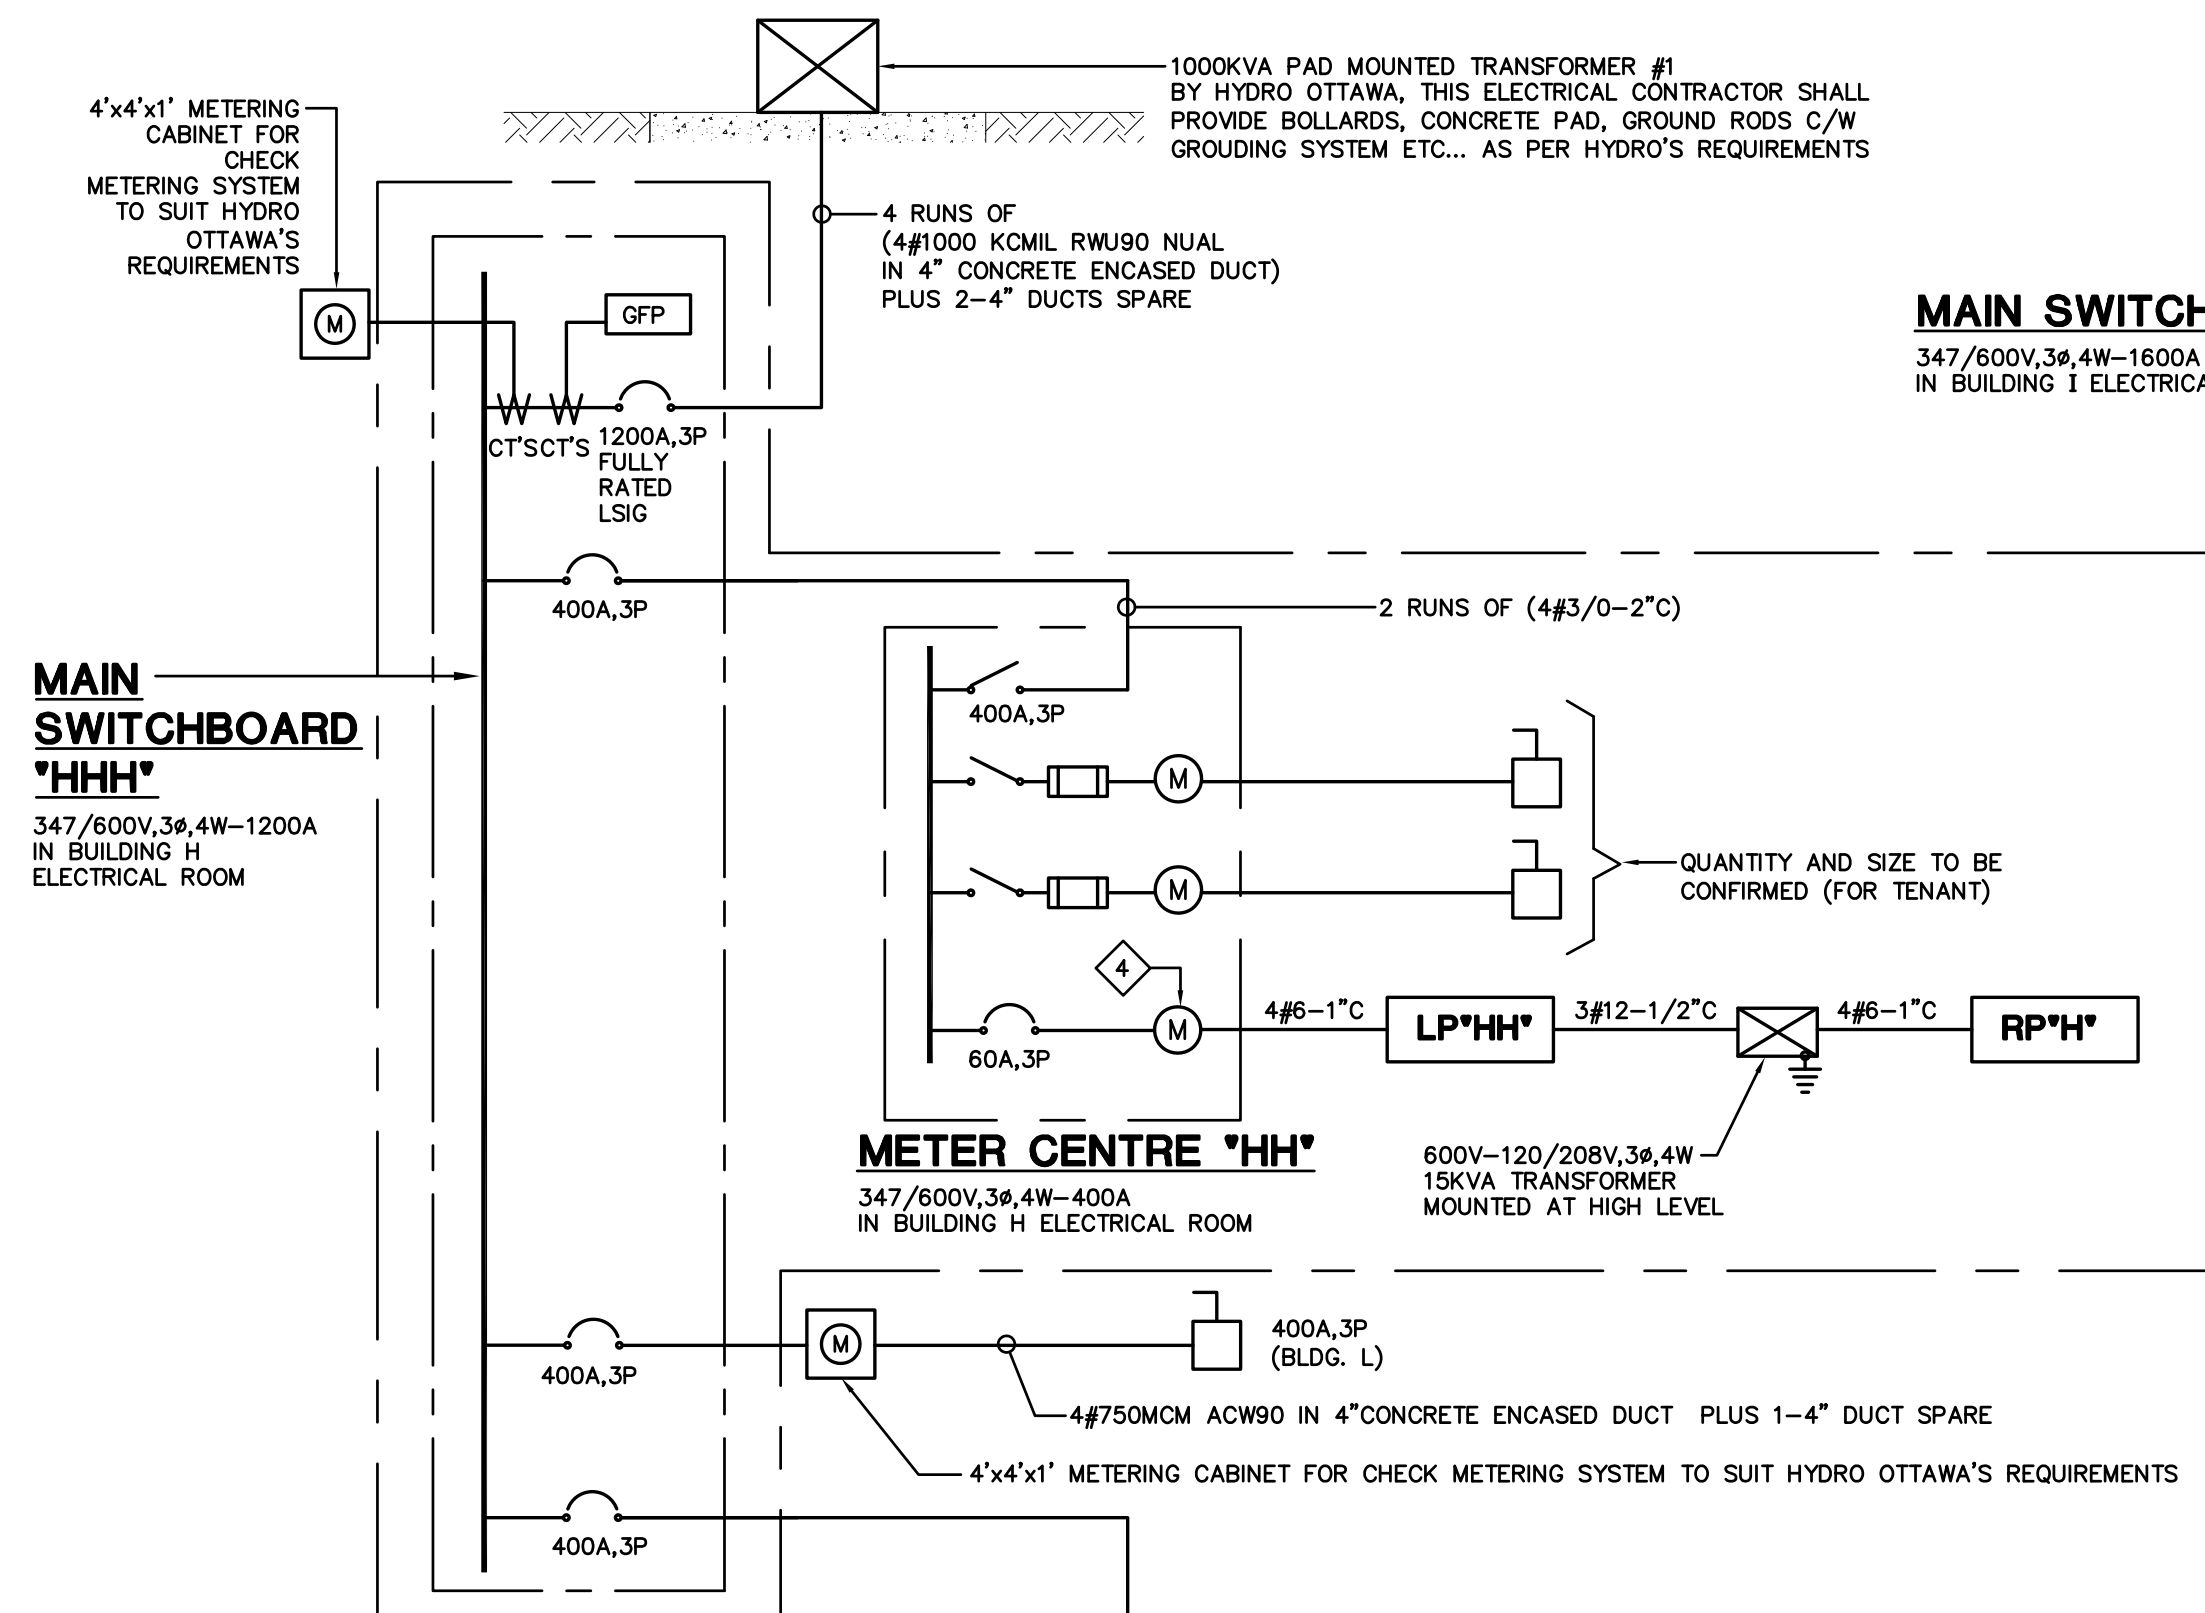 1000KVA PAD MOUNTED TRANSFORMER #1
BY HYDRO OTTAWA, THIS ELECTRICAL CONTRACTOR SHALL
PROVIDE BOLLARDS, CONCRETE PAD, GROUND RODS C/W
GROUDING SYSTEM ETC... AS PER HYDRO'S REQUIREMENTS
4'x4'x1' METERING
CABINET FOR
CHECK
METERING SYSTEM
TO SUIT HYDRO
OTTAWA'S
REQUIREMENTS
4 RUNS OF
(4#1000 KCMIL RWU90 NUAL
IN 4" CONCRETE ENCASED DUCT)
PLUS 2-4" DUCTS SPARE
MAIN SWITCH
347/600V,3ø,4W-1600A
IN BUILDING I ELECTRICA
M
GFP
CT'S CT'S
1200A,3P
FULLY
RATED
LSIG
400A,3P
2 RUNS OF (4#3/0-2"C)
MAIN
SWITCHBOARD
"HHH"
347/600V,3ø,4W-1200A
IN BUILDING H
ELECTRICAL ROOM
400A,3P
M
M
QUANTITY AND SIZE TO BE
CONFIRMED (FOR TENANT)
4
60A,3P
M
4#6-1"C
LP"HH"
3#12-1/2"C
4#6-1"C
RP"H"
METER CENTRE "HH"
347/600V,3ø,4W-400A
IN BUILDING H ELECTRICAL ROOM
600V-120/208V,3ø,4W
15KVA TRANSFORMER
MOUNTED AT HIGH LEVEL
400A,3P
M
400A,3P
(BLDG. L)
4#750MCM ACW90 IN 4"CONCRETE ENCASED DUCT PLUS 1-4" DUCT SPARE
4'x4'x1' METERING CABINET FOR CHECK METERING SYSTEM TO SUIT HYDRO OTTAWA'S REQUIREMENTS
400A,3P